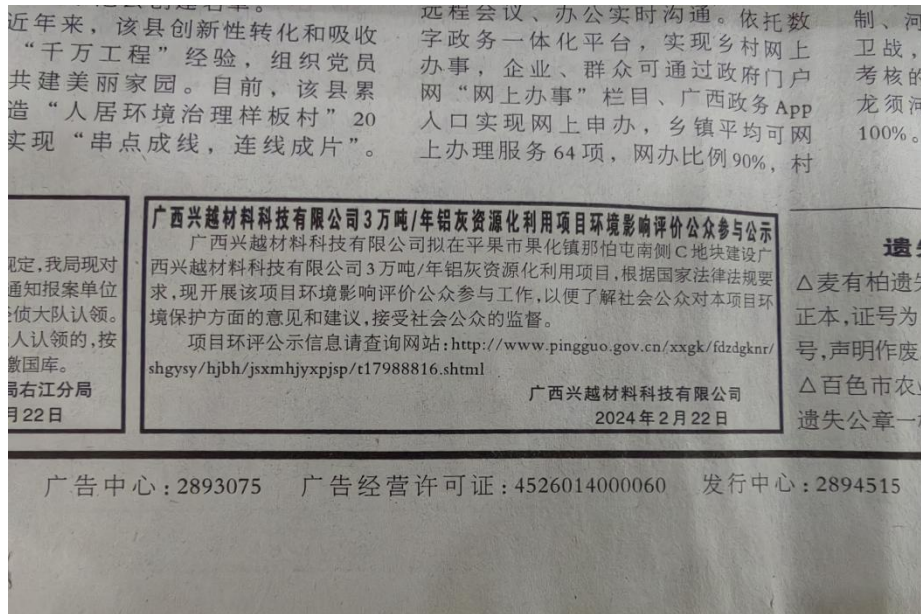 近年来，该县创新性转化和吸收
“千万工程”经验，组织党员
共建美丽家园。目前，该县累
造“人居环境治理样板村”20
实现“串点成线，连线成片”。
远程会议、办公实时沟通。依托数
字政务一体化平台，实现乡村网上
办事，企业、群众可通过政府门户
网“网上办事”栏目、广西政务App
入口实现网上申办，乡镇平均可网
上办理服务64项，网办比例90%，村
制、河
卫战，
考核的
龙须河
100%。
规定，我局现对
通知报案单位
经侦大队认领。
人认领的，按
缴国库。
局右江分局
月22日
广西兴越材料科技有限公司3万吨/年铝灰资源化利用项目环境影响评价公众参与公示
广西兴越材料科技有限公司拟在平果市果化镇那怕屯南侧C地块建设广
西兴越材料科技有限公司3万吨/年铝灰资源化利用项目，根据国家法律法规要
求，现开展该项目环境影响评价公众参与工作，以便了解社会公众对本项目环
境保护方面的意见和建议，接受社会公众的监督。
项目环评公示信息请查询网站：http://www.pingguo.gov.cn/xxgk/fdzdgknr/
shgysy/hjbh/jsxmhjyxpjsp/t17988816.shtml
广西兴越材料科技有限公司
2024年2月22日
遗失
△麦有柏遗失
正本，证号为
号，声明作废
△百色市农业
遗失公章一枚
广告中心：2893075 广告经营许可证：4526014000060 发行中心：2894515